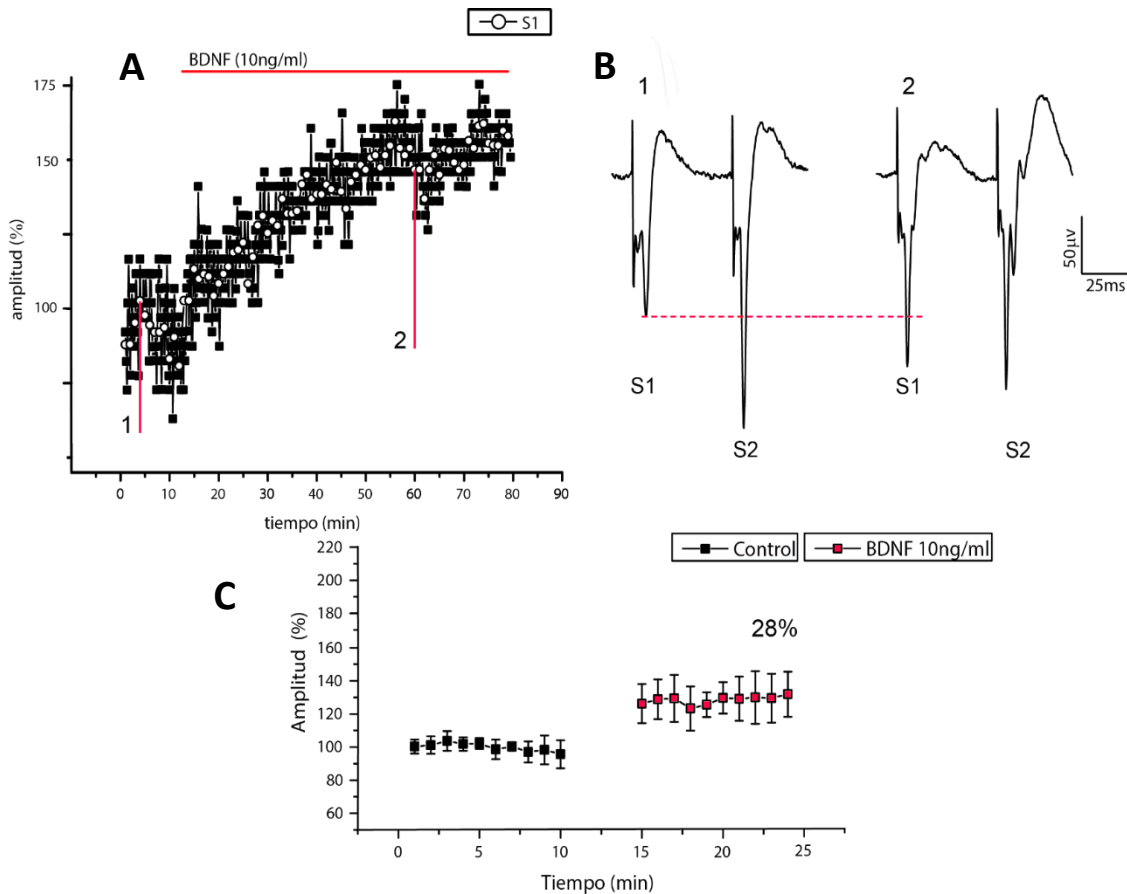 S1
A
BDNF (10ng/ml)
175
150
100
amplitud (%)
1
2
0 10 20 30 40 50 60 70 80 90
tiempo (min)
B
1 2
50µv
25ms
S1 S1
S2 S2
Control BDNF 10ng/ml
C
220
200
180
160
140
120
100
80
60
Amplitud (%)
28%
0 5 10 15 20 25
Tiempo (min)